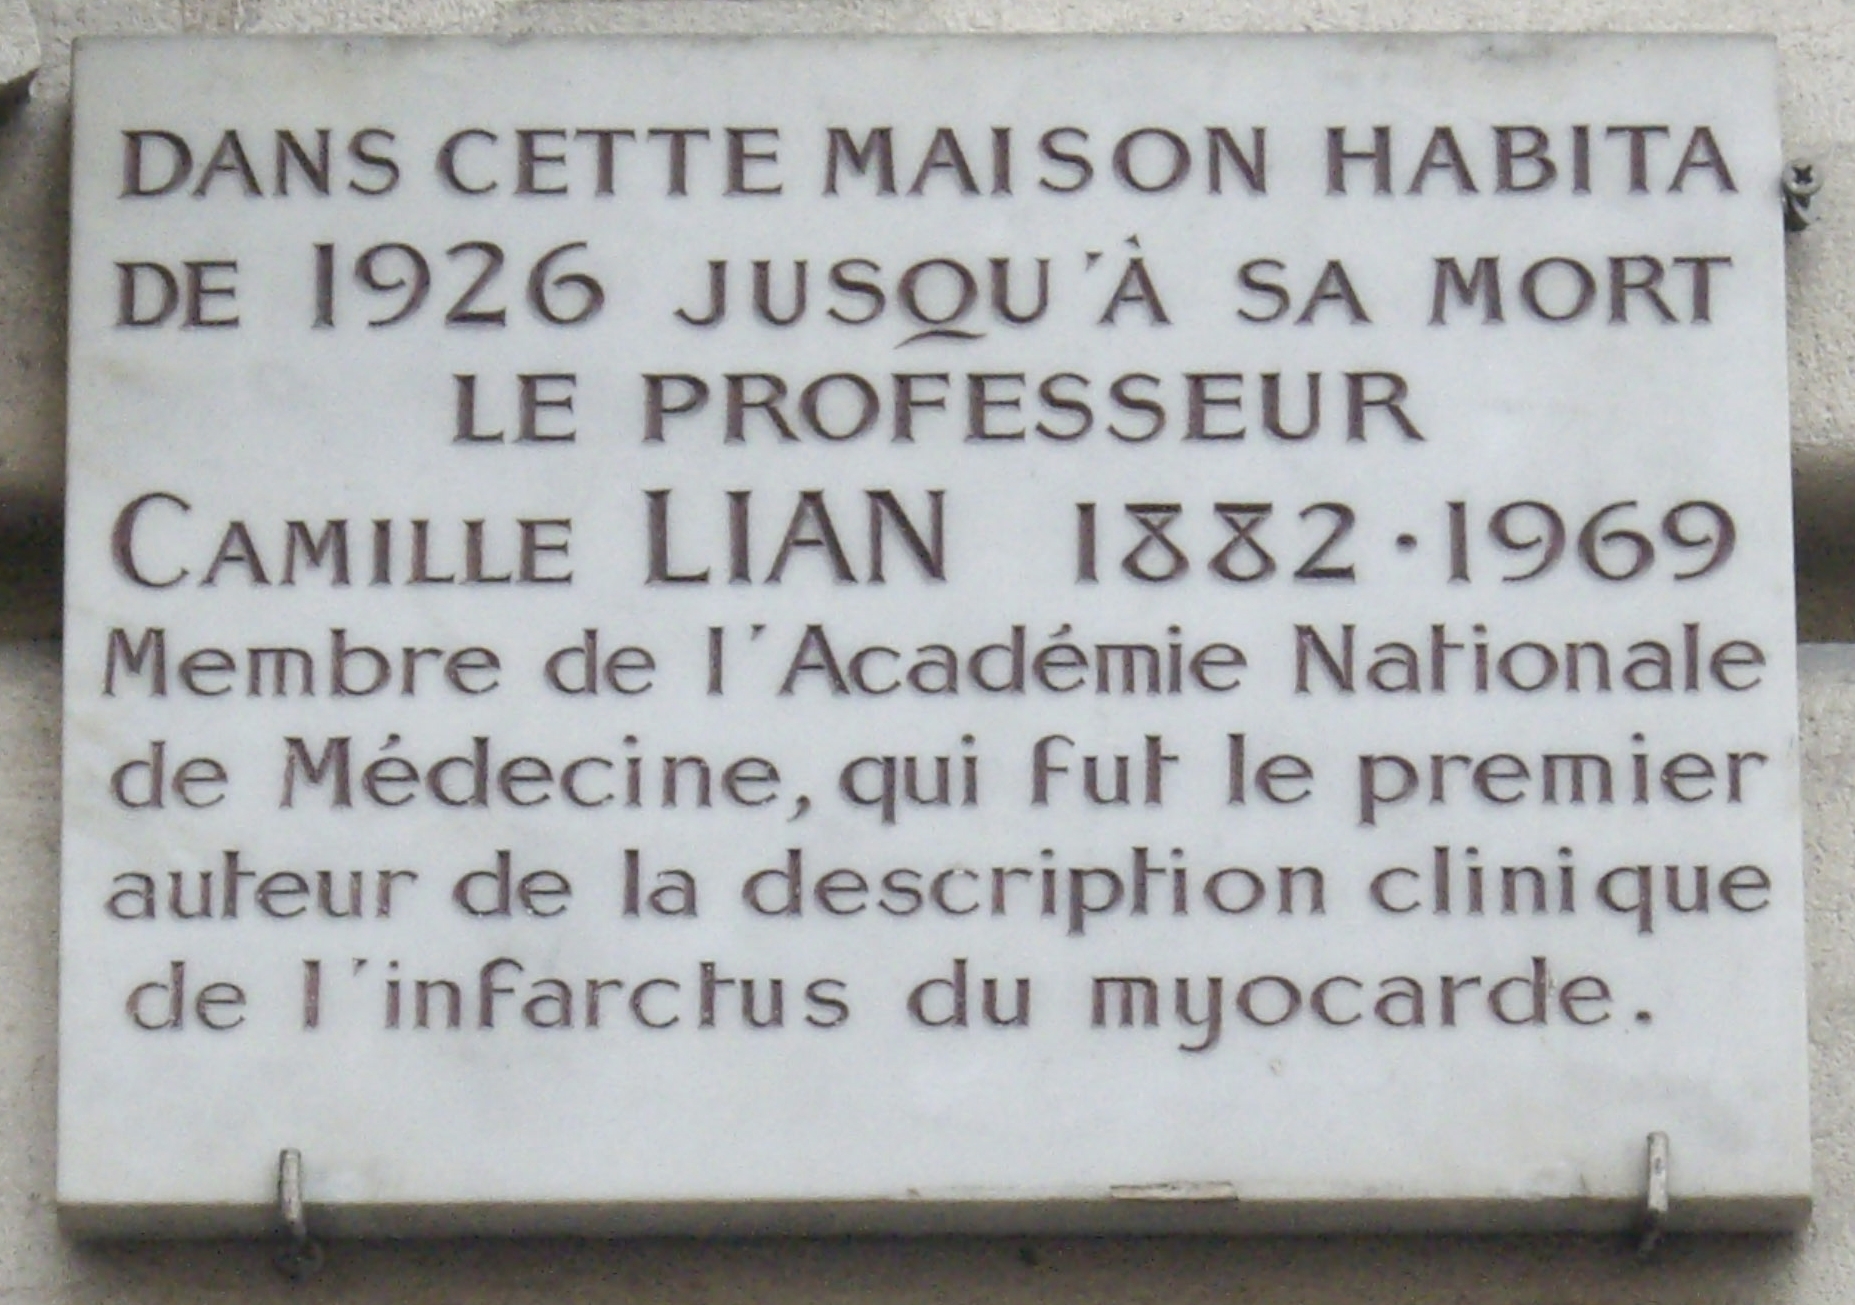 DANS CETTE MAISON HABITA
DE 1926 JUSQU'À SA MORT
LE PROFESSEUR
CAMILLE LIAN 1882·1969
Membre de l'Académie Nationale
de Médecine, qui fut le premier
auteur de la description clinique
de l'infarctus du myocarde.